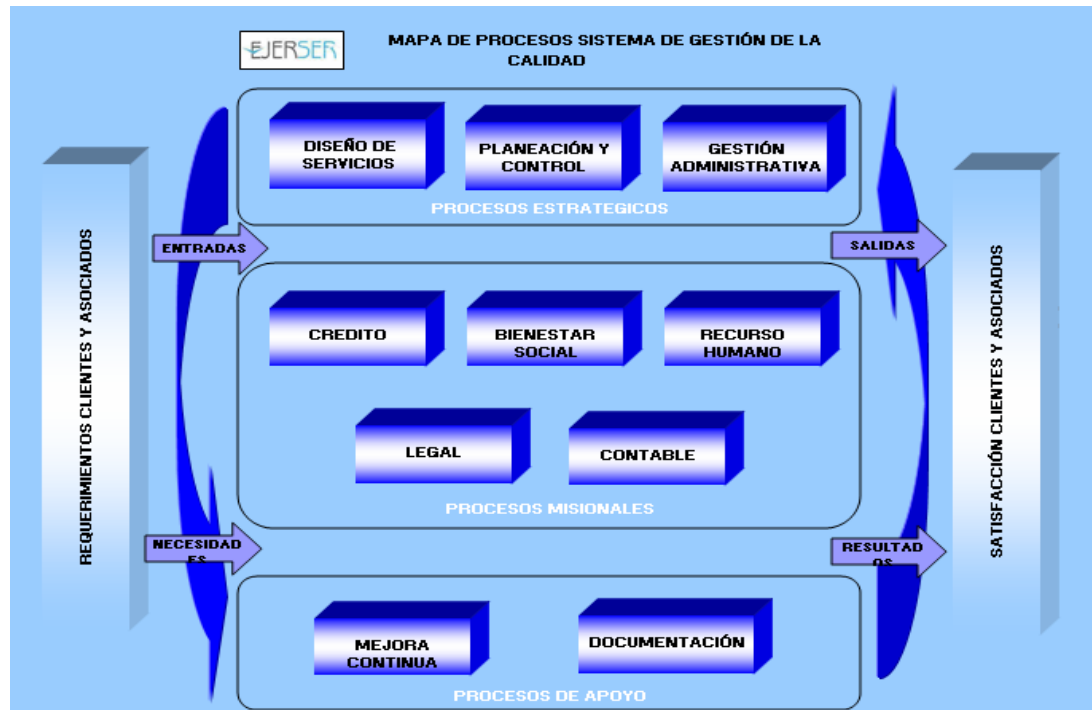 EJERSER
MAPA DE PROCESOS SISTEMA DE GESTIÓN DE LA
CALIDAD
DISEÑO DE
SERVICIOS
PLANEACIÓN Y
CONTROL
GESTIÓN
ADMINISTRATIVA
PROCESOS ESTRATEGICOS
REQUERIMIENTOS CLIENTES Y ASOCIADOS
ENTRADAS
SALIDAS
SATISFACCIÓN CLIENTES Y ASOCIADOS
CREDITO
BIENESTAR
SOCIAL
RECURSO
HUMANO
LEGAL
CONTABLE
PROCESOS MISIONALES
NECESIDAD
ES
RESULTAD
OS
MEJORA
CONTINUA
DOCUMENTACIÓN
PROCESOS DE APOYO